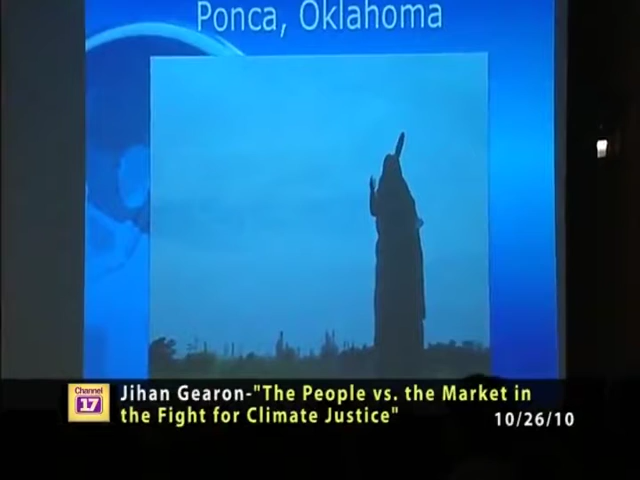 Ponca, Oklahoma
Channel
17
Jihan Gearon-"The People vs. the Market in
the Fight for Climate Justice"
10/26/10